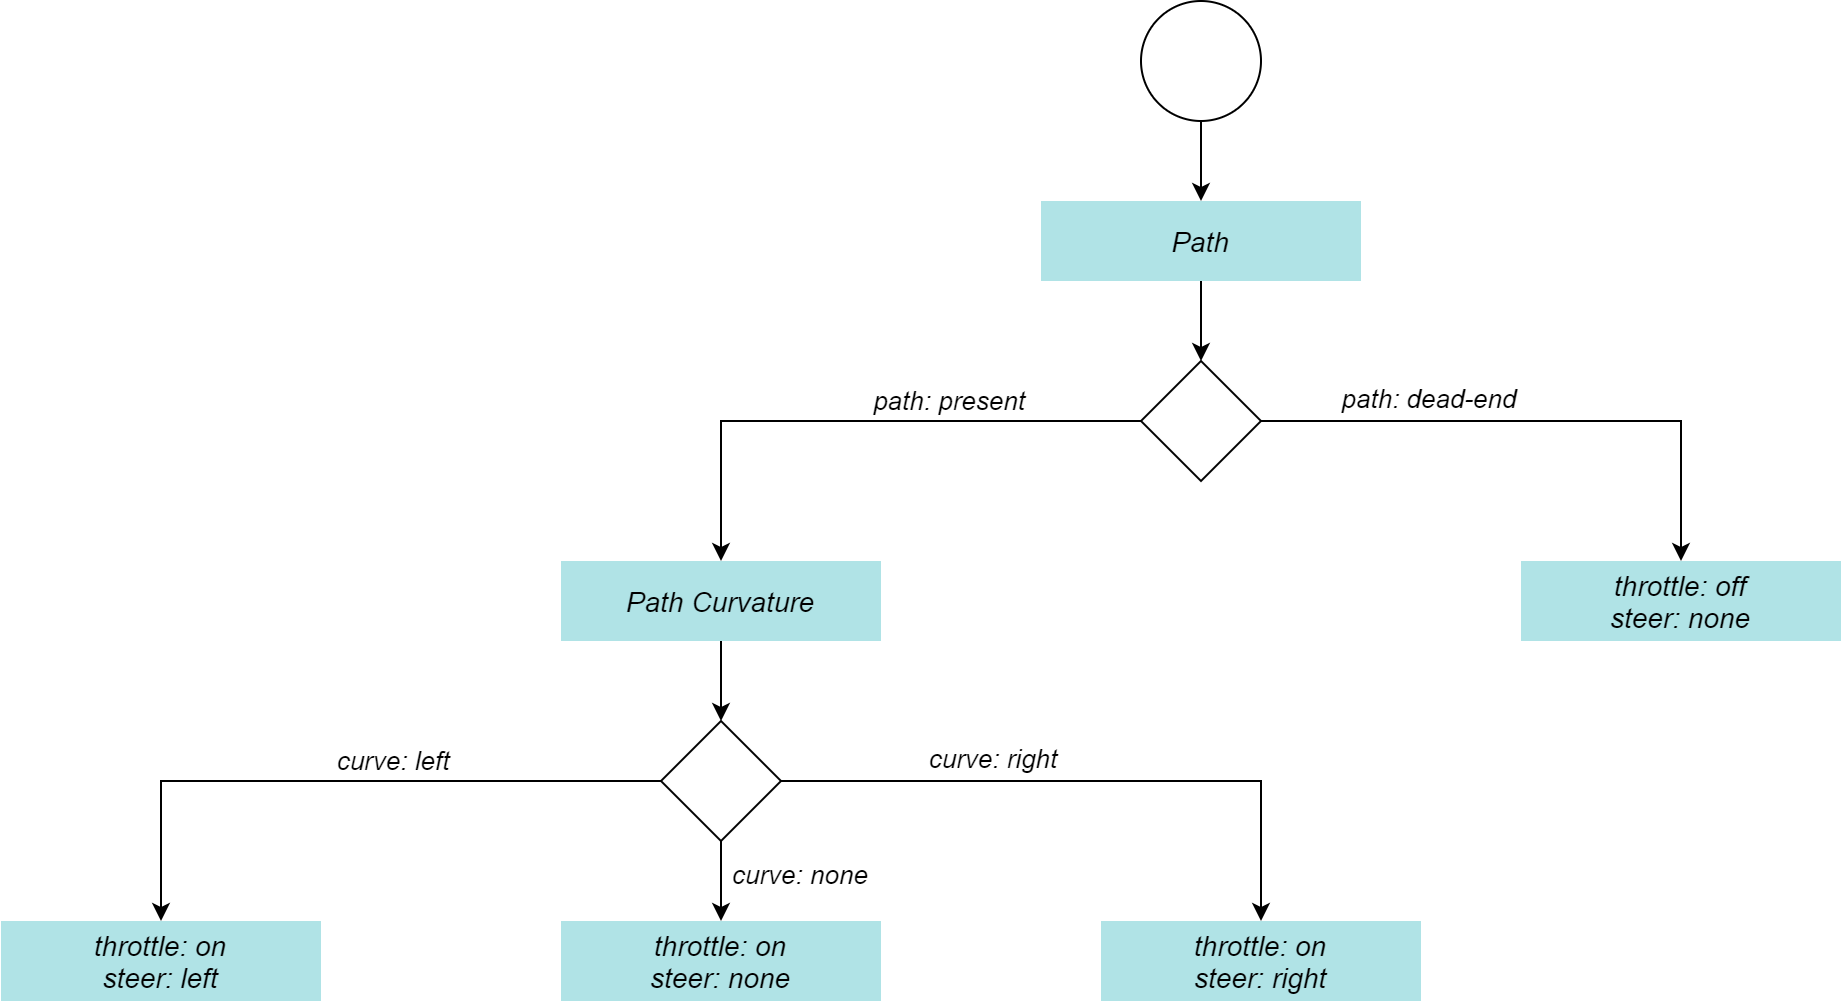 Path
path: present
path: dead-end
Path Curvature
throttle: off
steer: none
curve: left
curve: right
curve: none
throttle: on
steer: left
throttle: on
steer: none
throttle: on
steer: right